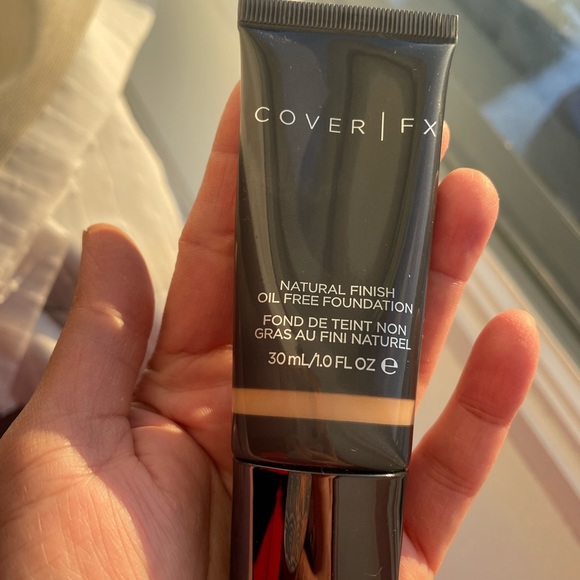 COVER | FX
NATURAL FINISH
OIL FREE FOUNDATION
FOND DE TEINT NON
GRAS AU FINI NATUREL
30 mL/1.0 FL OZ ℮